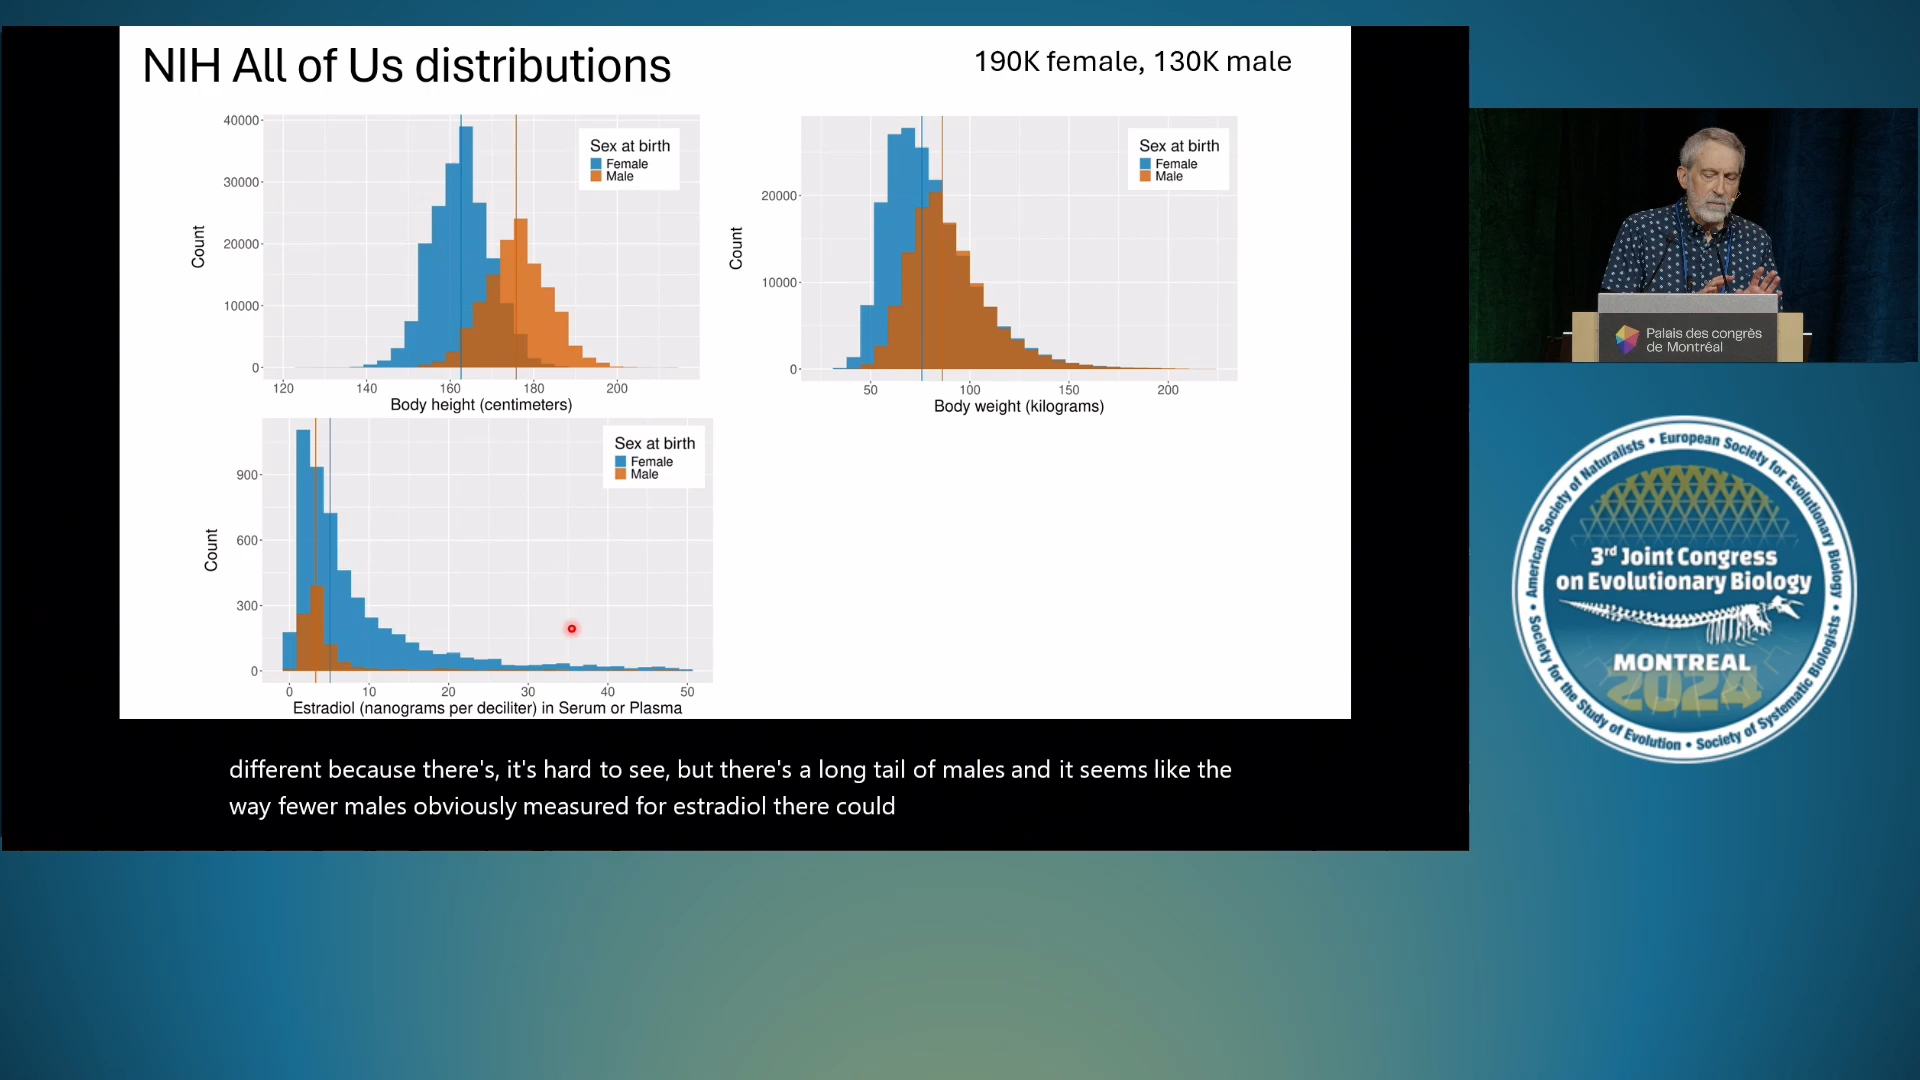 NIH All of Us distributions
190K female, 130K male
40000
30000
20000
10000
0
120 140 160 180 200
Count
Body height (centimeters)
Sex at birth
Female
Male
20000
10000
0
50 100 150 200
Count
Body weight (kilograms)
Sex at birth
Female
Male
900
600
300
0
0 10 20 30 40 50
Count
Estradiol (nanograms per deciliter) in Serum or Plasma
Sex at birth
Female
Male
different because there's, it's hard to see, but there's a long tail of males and it seems like the
way fewer males obviously measured for estradiol there could
Palais des congrès
de Montréal
American Society of Naturalists • European Society for Evolutionary Biology • Society of Systematic Biologists • Society for the Study of Evolution •
3rd Joint Congress
on Evolutionary Biology
MONTREAL
2024